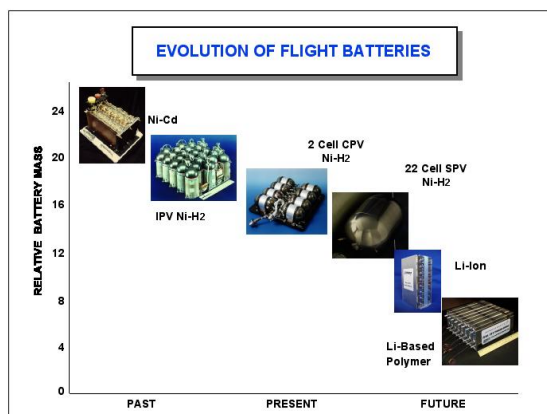 EVOLUTION OF FLIGHT BATTERIES
RELATIVE BATTERY MASS
24
20
16
12
8
4
0
Ni-Cd
IPV Ni-H2
2 Cell CPV
Ni-H2
22 Cell SPV
Ni-H2
Li-Ion
Li-Based
Polymer
PAST
PRESENT
FUTURE